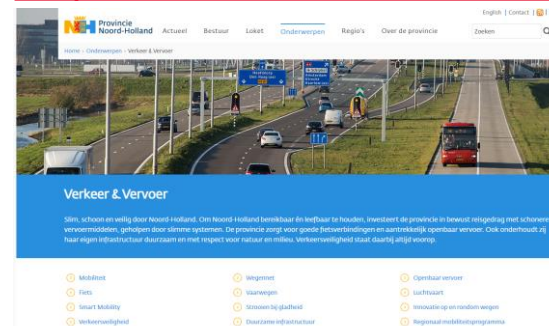 English | Contact |
Provincie
Noord-Holland
Actueel Bestuur Loket Onderwerpen Regio's Over de provincie Zoeken
Home › Onderwerpen › Verkeer & Vervoer
Verkeer & Vervoer
Slim, schoon en veilig door Noord-Holland. Om Noord-Holland bereikbaar én leefbaar te houden, investeert de provincie in bewust reisgedrag met schonere
vervoermiddelen, geholpen door slimme systemen. De provincie zorgt voor goede fietsverbindingen en aantrekkelijk openbaar vervoer. Ook onderhoudt zij
haar eigen infrastructuur duurzaam en met respect voor natuur en milieu. Verkeersveiligheid staat daarbij altijd voorop.
Mobiliteit Wegennet Openbaar vervoer
Fiets Vaarwegen Luchtvaart
Smart Mobility Strooien bij gladheid Innovatie op en rondom wegen
Verkeersveiligheid Duurzame infrastructuur Regionaal mobiliteitsprogramma